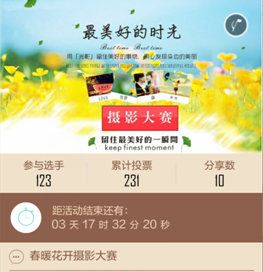 最美好的时光
Best time Best time
用「光影」留住美好的事物，用心发现身边的美丽
摄影大赛
留住最美好的一瞬间
keep finest moment
参与选手 累计投票 分享数
123 231 10
距活动结束还有：
03 天 17 时 32 分 20 秒
春暖花开摄影大赛